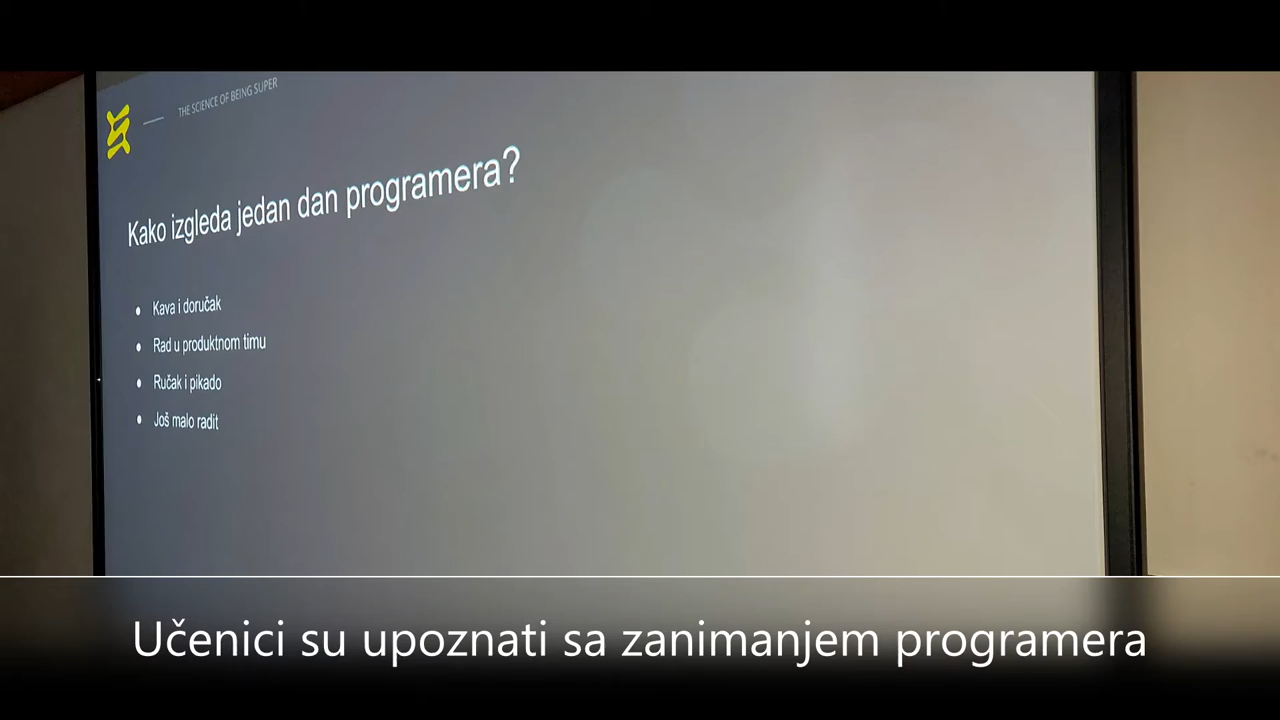 THE SCIENCE OF BEING SUPER
Kako izgleda jedan dan programera?
Kava i doručak
Rad u produktnom timu
Ručak i pikado
Još malo radit
Učenici su upoznati sa zanimanjem programera